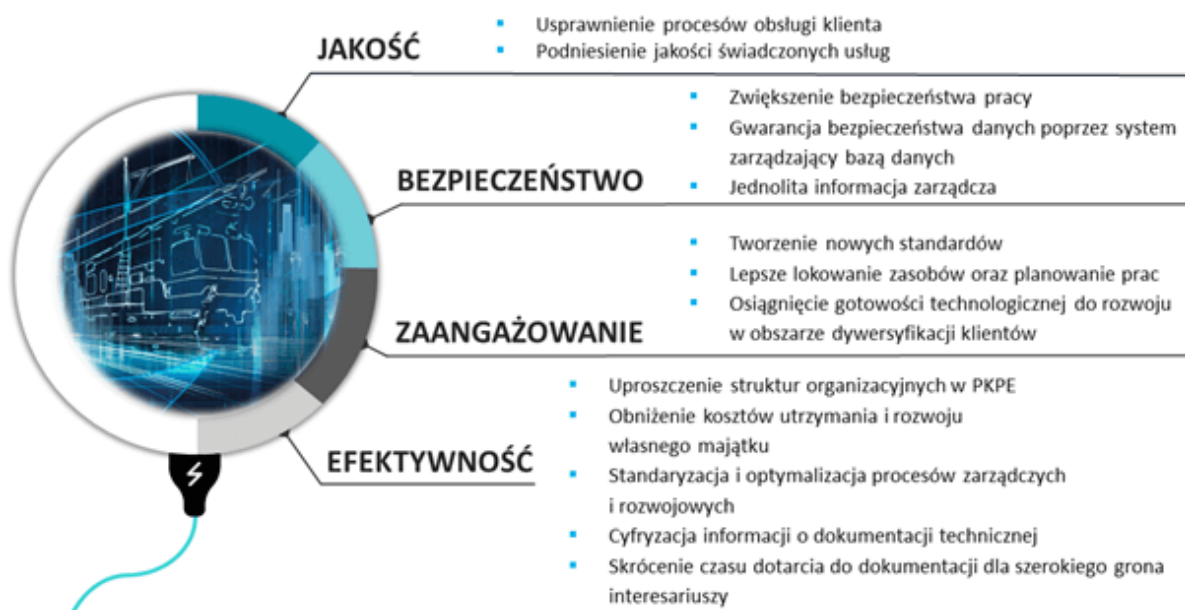 JAKOŚĆ
▪ Usprawnienie procesów obsługi klienta
▪ Podniesienie jakości świadczonych usług
BEZPIECZEŃSTWO
▪ Zwiększenie bezpieczeństwa pracy
▪ Gwarancja bezpieczeństwa danych poprzez system
zarządzający bazą danych
▪ Jednolita informacja zarządcza
ZAANGAŻOWANIE
▪ Tworzenie nowych standardów
▪ Lepsze lokowanie zasobów oraz planowanie prac
▪ Osiągnięcie gotowości technologicznej do rozwoju
w obszarze dywersyfikacji klientów
EFEKTYWNOŚĆ
▪ Uproszczenie struktur organizacyjnych w PKPE
▪ Obniżenie kosztów utrzymania i rozwoju
własnego majątku
▪ Standaryzacja i optymalizacja procesów zarządczych
i rozwojowych
▪ Cyfryzacja informacji o dokumentacji technicznej
▪ Skrócenie czasu dotarcia do dokumentacji dla szerokiego grona
interesariuszy